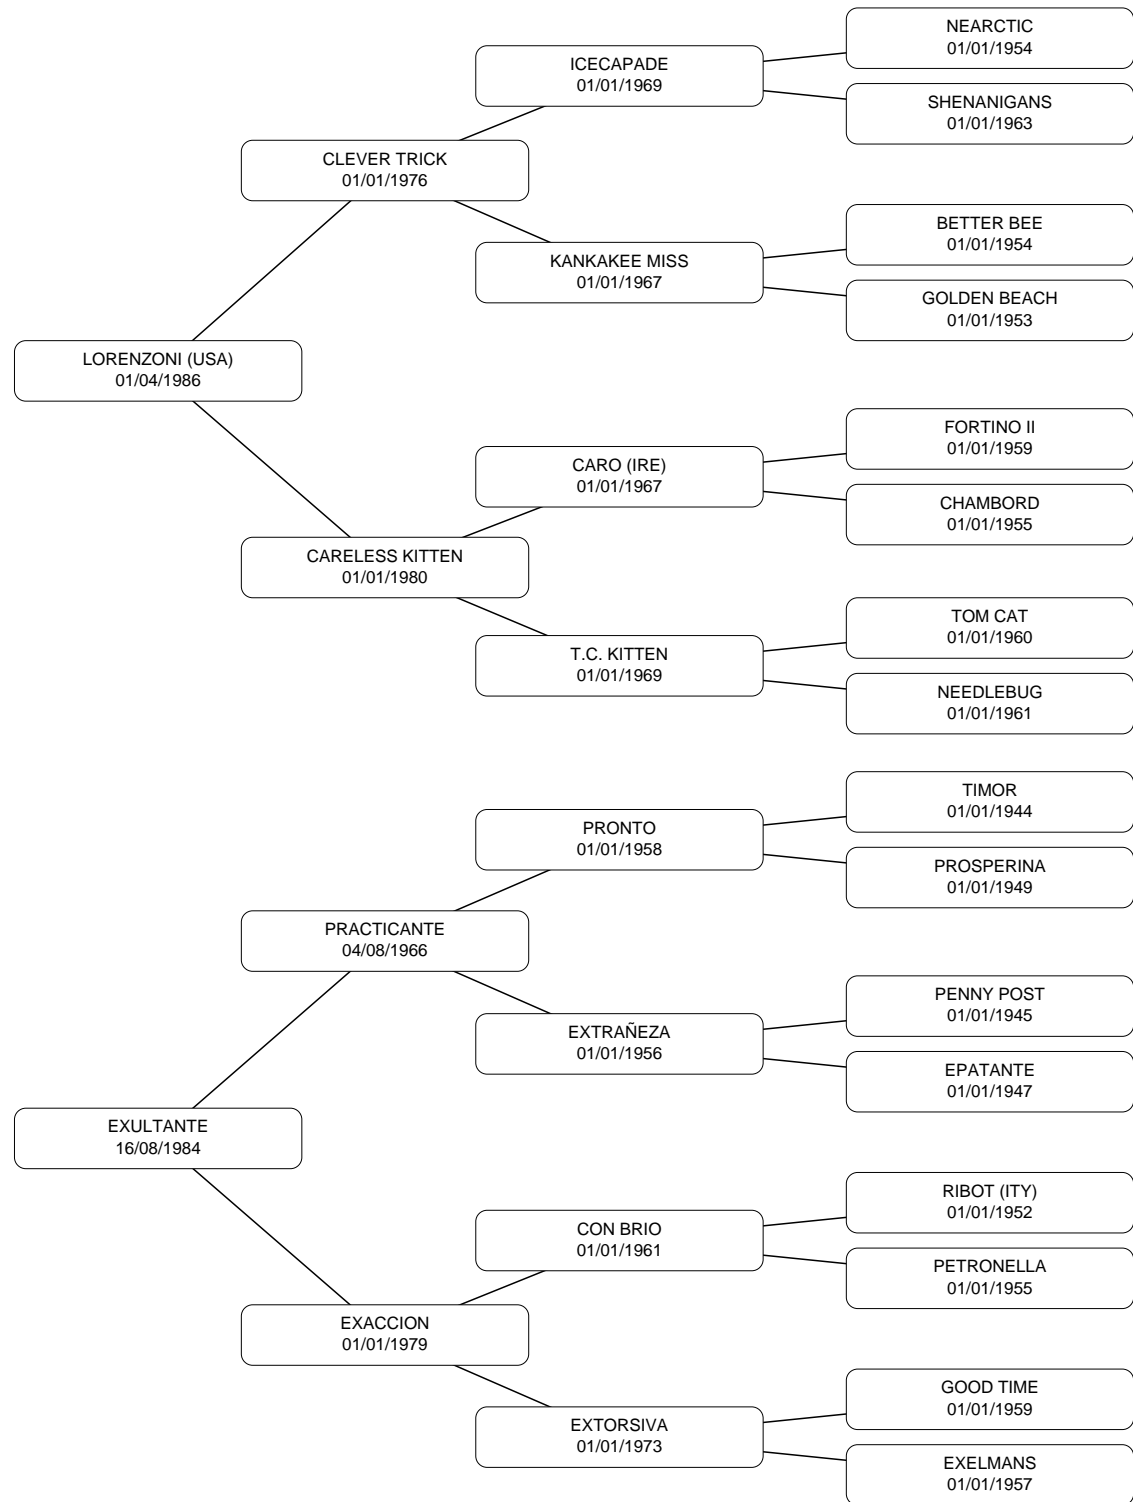 NEARCTIC
01/01/1954
ICECAPADE
01/01/1969
SHENANIGANS
01/01/1963
CLEVER TRICK
01/01/1976
BETTER BEE
01/01/1954
KANKAKEE MISS
01/01/1967
GOLDEN BEACH
01/01/1953
LORENZONI (USA)
01/04/1986
FORTINO II
01/01/1959
CARO (IRE)
01/01/1967
CHAMBORD
01/01/1955
CARELESS KITTEN
01/01/1980
TOM CAT
01/01/1960
T.C. KITTEN
01/01/1969
NEEDLEBUG
01/01/1961
TIMOR
01/01/1944
PRONTO
01/01/1958
PROSPERINA
01/01/1949
PRACTICANTE
04/08/1966
PENNY POST
01/01/1945
EXTRAÑEZA
01/01/1956
EPATANTE
01/01/1947
EXULTANTE
16/08/1984
RIBOT (ITY)
01/01/1952
CON BRIO
01/01/1961
PETRONELLA
01/01/1955
EXACCION
01/01/1979
GOOD TIME
01/01/1959
EXTORSIVA
01/01/1973
EXELMANS
01/01/1957